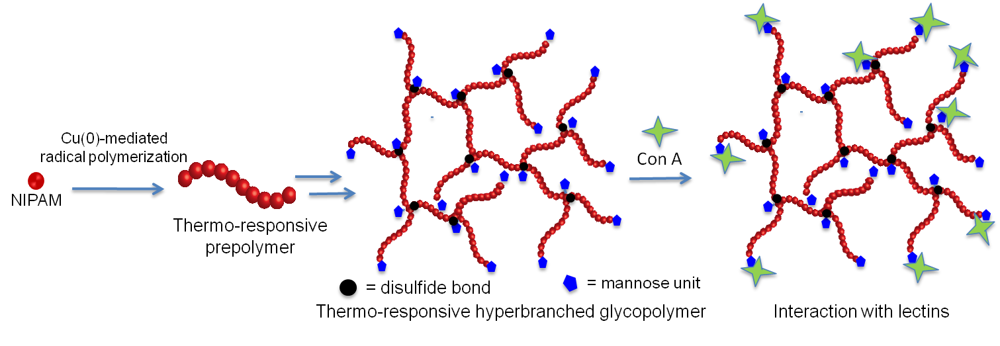 Cu(0)-mediated
radical polymerization
NIPAM
Thermo-responsive
prepolymer
Con A
= disulfide bond
= mannose unit
Thermo-responsive hyperbranched glycopolymer
Interaction with lectins